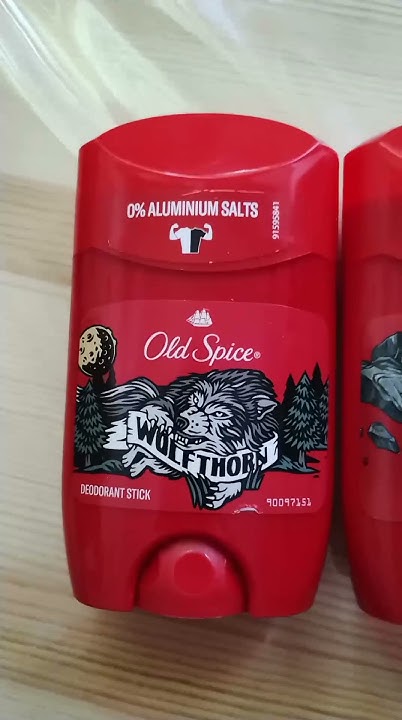 0% ALUMINIUM SALTS
91595841
Old Spice®
WOLFTHORN
DEODORANT STICK
90097151